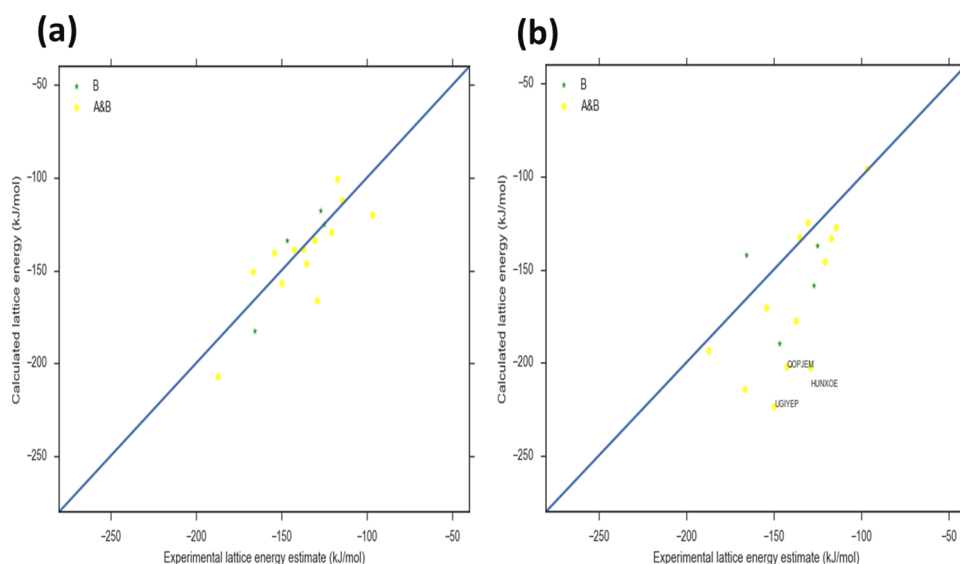 (a)
B
A&B
−50
−100
−150
−200
−250
Calculated lattice energy (kJ/mol)
−250
−200
−150
−100
−50
Experimental lattice energy estimate (kJ/mol)
(b)
B
A&B
−50
−100
−150
−200
−250
Calculated lattice energy (kJ/mol)
QOPJEM
HUNXOE
UGIYEP
−250
−200
−150
−100
−50
Experimental lattice energy estimate (kJ/mol)